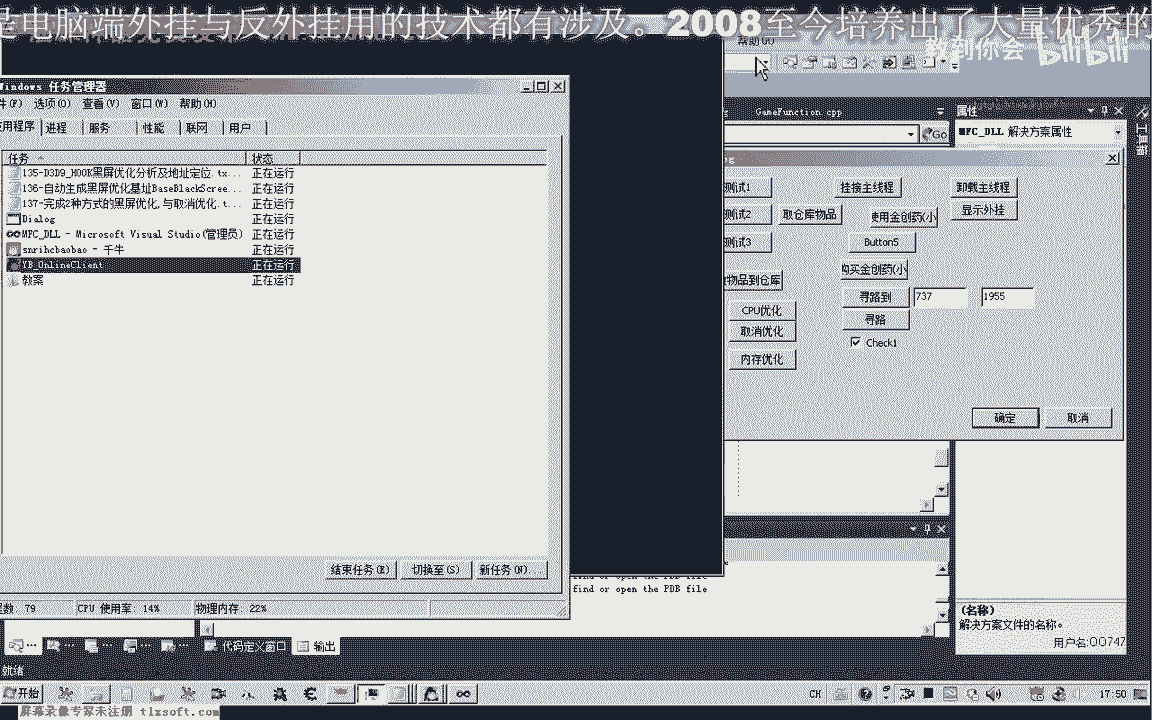 是电脑端外挂与反外挂用的技术都有涉及。2008至今培养出了大量优秀的
教到你会 bilibili
帮助(H)
Windows 任务管理器
件(F) 选项(O) 查看(V) 窗口(W) 帮助(H)
应用程序 进程 服务 性能 联网 用户
任务 状态
135-D3D9_HOOK黑屏优化分析及地址定位.tx... 正在运行
136-自动生成黑屏优化基址BaseBlackScree... 正在运行
137-完成2种方式的黑屏优化,与取消优化.t... 正在运行
Dialog 正在运行
MFC_DLL - Microsoft Visual Studio(管理员) 正在运行
snrihcbaobao - 千牛 正在运行
YB_OnlineClient 正在运行
教案 正在运行
结束任务(E) 切换至(S) 新任务(N)...
程数: 79 CPU 使用率: 14% 物理内存: 22%
GameFunction.cpp
Go
属性
MFC_DLL 解决方案属性
工具箱
og
测试1 挂接主线程 卸载主线程
测试2 取仓库物品 使用金创药(小 显示外挂
测试3 Button5
物品到仓库 购买金创药(小
CPU优化 寻路到 737 1955
取消优化 寻路
内存优化 Check1
确定 取消
find or open the PDB file
find or open the PDB file
(名称)
解决方案文件的名称。
用户名:OO747
代码定义窗口 输出
就绪
开始 CH 17:50
屏幕录像专家未注册 tlxsoft.com